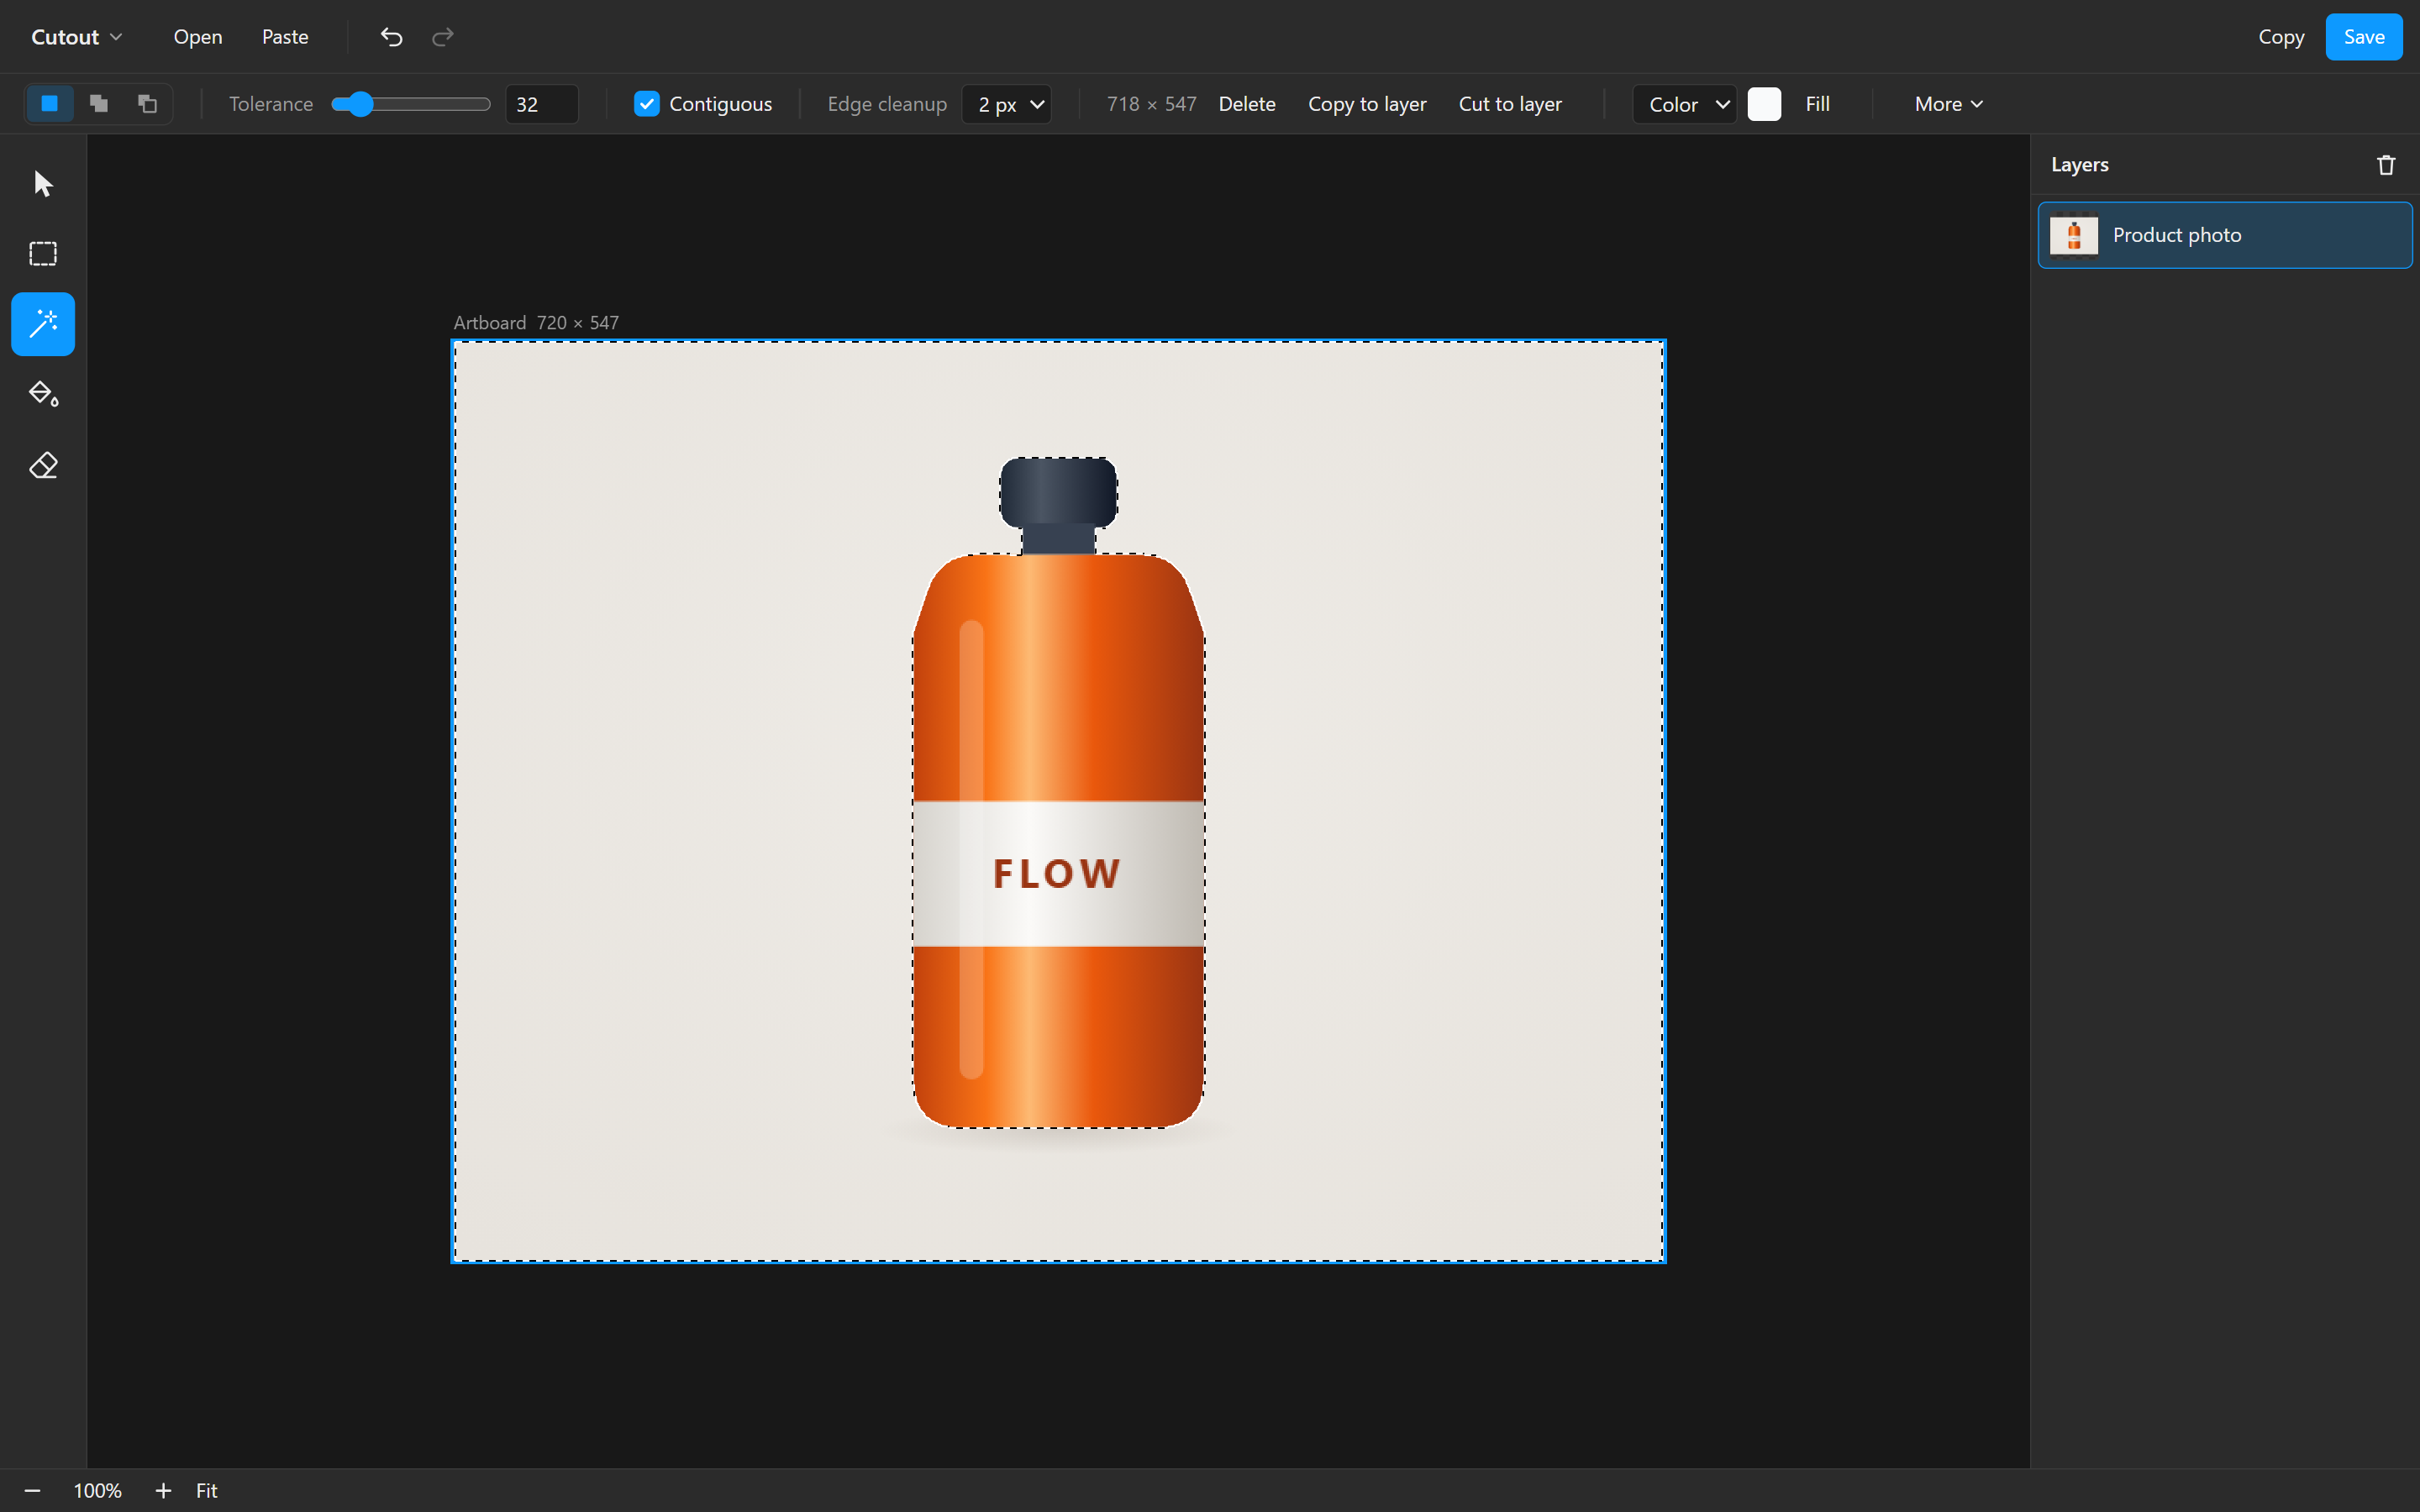 Cutout Open Paste Copy Save
Tolerance 32 Contiguous Edge cleanup 2 px 718 × 547 Delete Copy to layer Cut to layer Color Fill More
Layers
Product photo
Artboard 720 × 547
FLOW
100% Fit